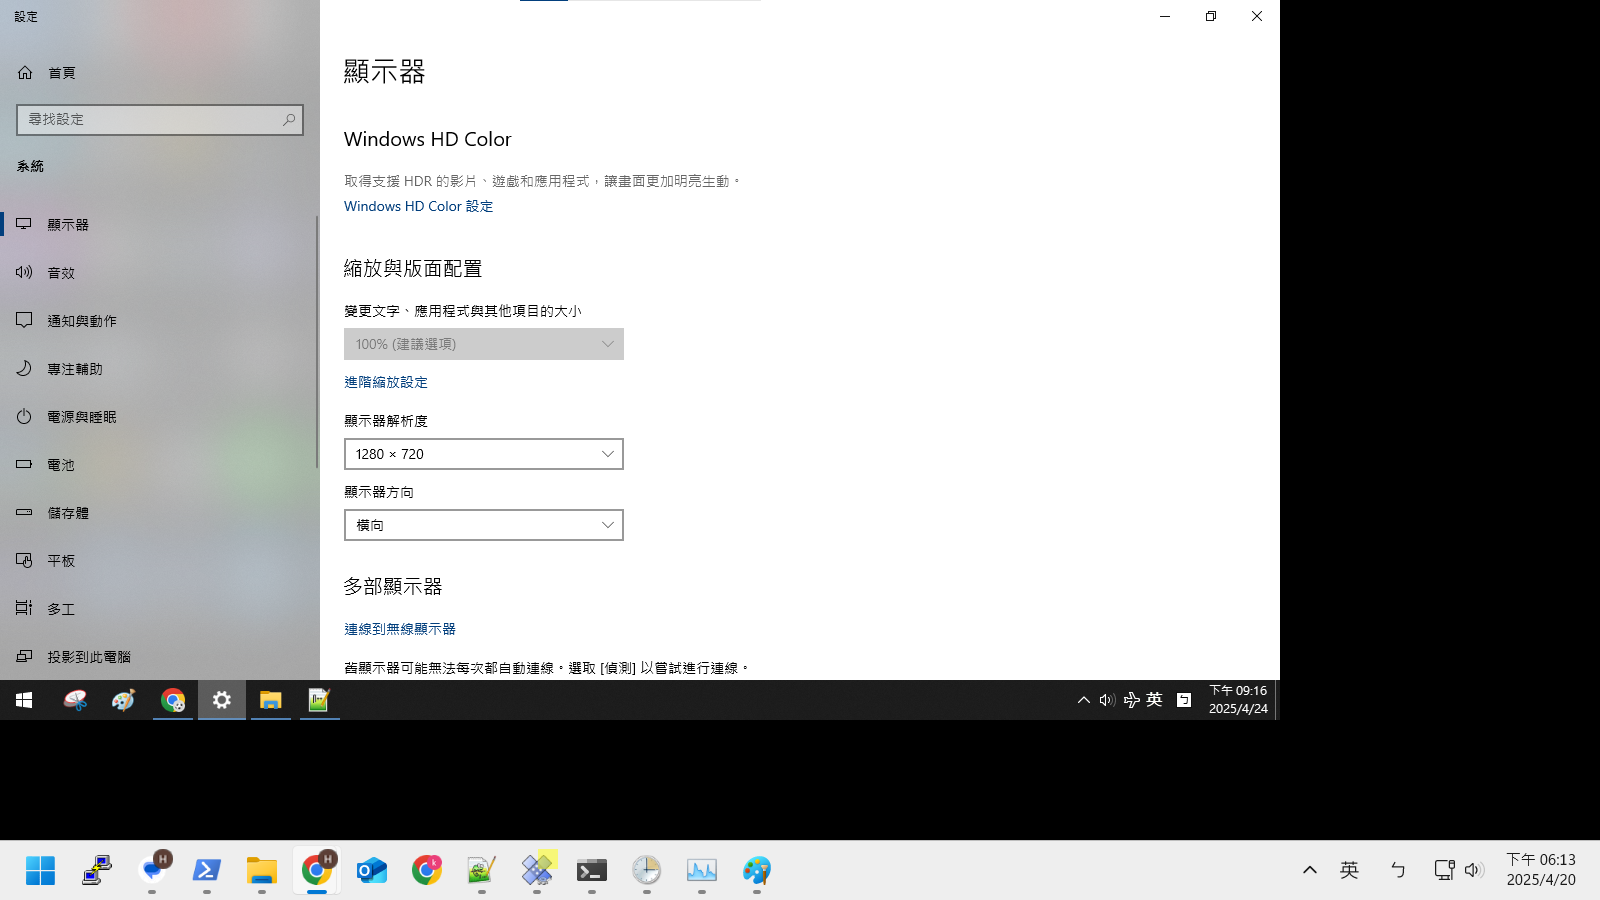 設定
首頁
尋找設定
系統
顯示器
音效
通知與動作
專注輔助
電源與睡眠
電池
儲存體
平板
多工
投影到此電腦
顯示器
Windows HD Color
取得支援 HDR 的影片、遊戲和應用程式，讓畫面更加明亮生動。
Windows HD Color 設定
縮放與版面配置
變更文字、應用程式與其他項目的大小
100% (建議選項)
進階縮放設定
顯示器解析度
1280 × 720
顯示器方向
橫向
多部顯示器
連線到無線顯示器
舊顯示器可能無法每次都自動連線。選取 [偵測] 以嘗試進行連線。
英
ㄅ
下午 09:16
2025/4/24
H
H
k
英
ㄅ
下午 06:13
2025/4/20